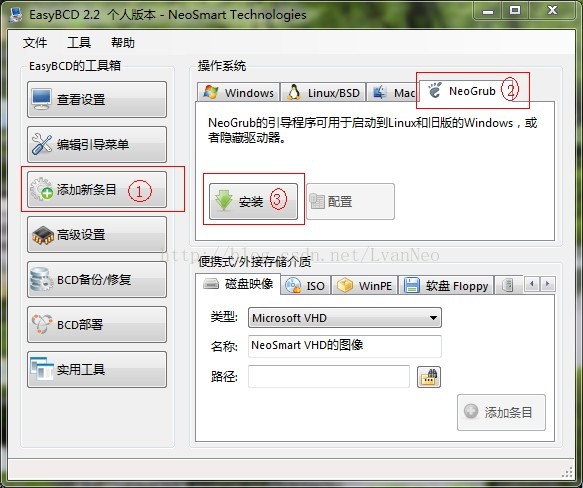 EasyBCD 2.2 个人版本 - NeoSmart Technologies
文件 工具 帮助
EasyBCD的工具箱
查看设置
编辑引导菜单
添加新条目 ①
高级设置
BCD备份/修复
BCD部署
实用工具
操作系统
Windows Linux/BSD Mac NeoGrub ②
NeoGrub的引导程序可用于启动到Linux和旧版的Windows，或
者隐藏驱动器。
安装 ③ 配置
http://blog.csdn.net/LvanNeo
便携式/外接存储介质
磁盘映像 ISO WinPE 软盘 Floppy
类型: Microsoft VHD
名称: NeoSmart VHD的图像
路径:
添加条目